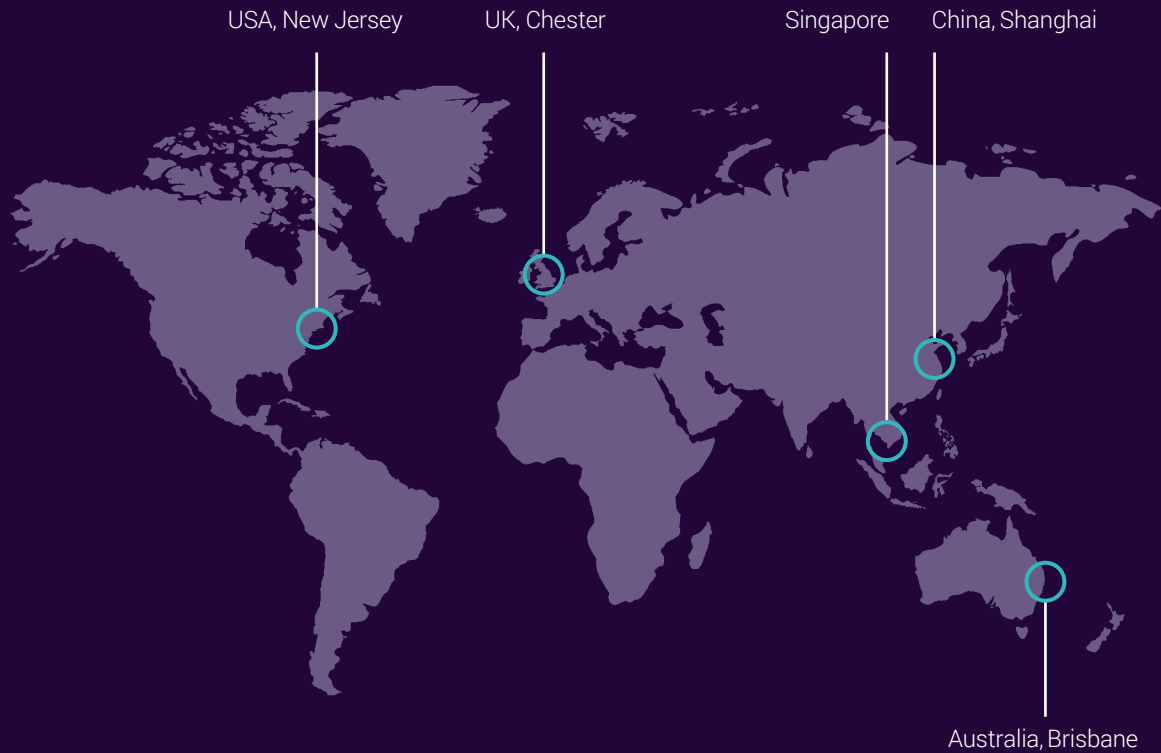 USA, New Jersey
UK, Chester
Singapore
China, Shanghai
Australia, Brisbane